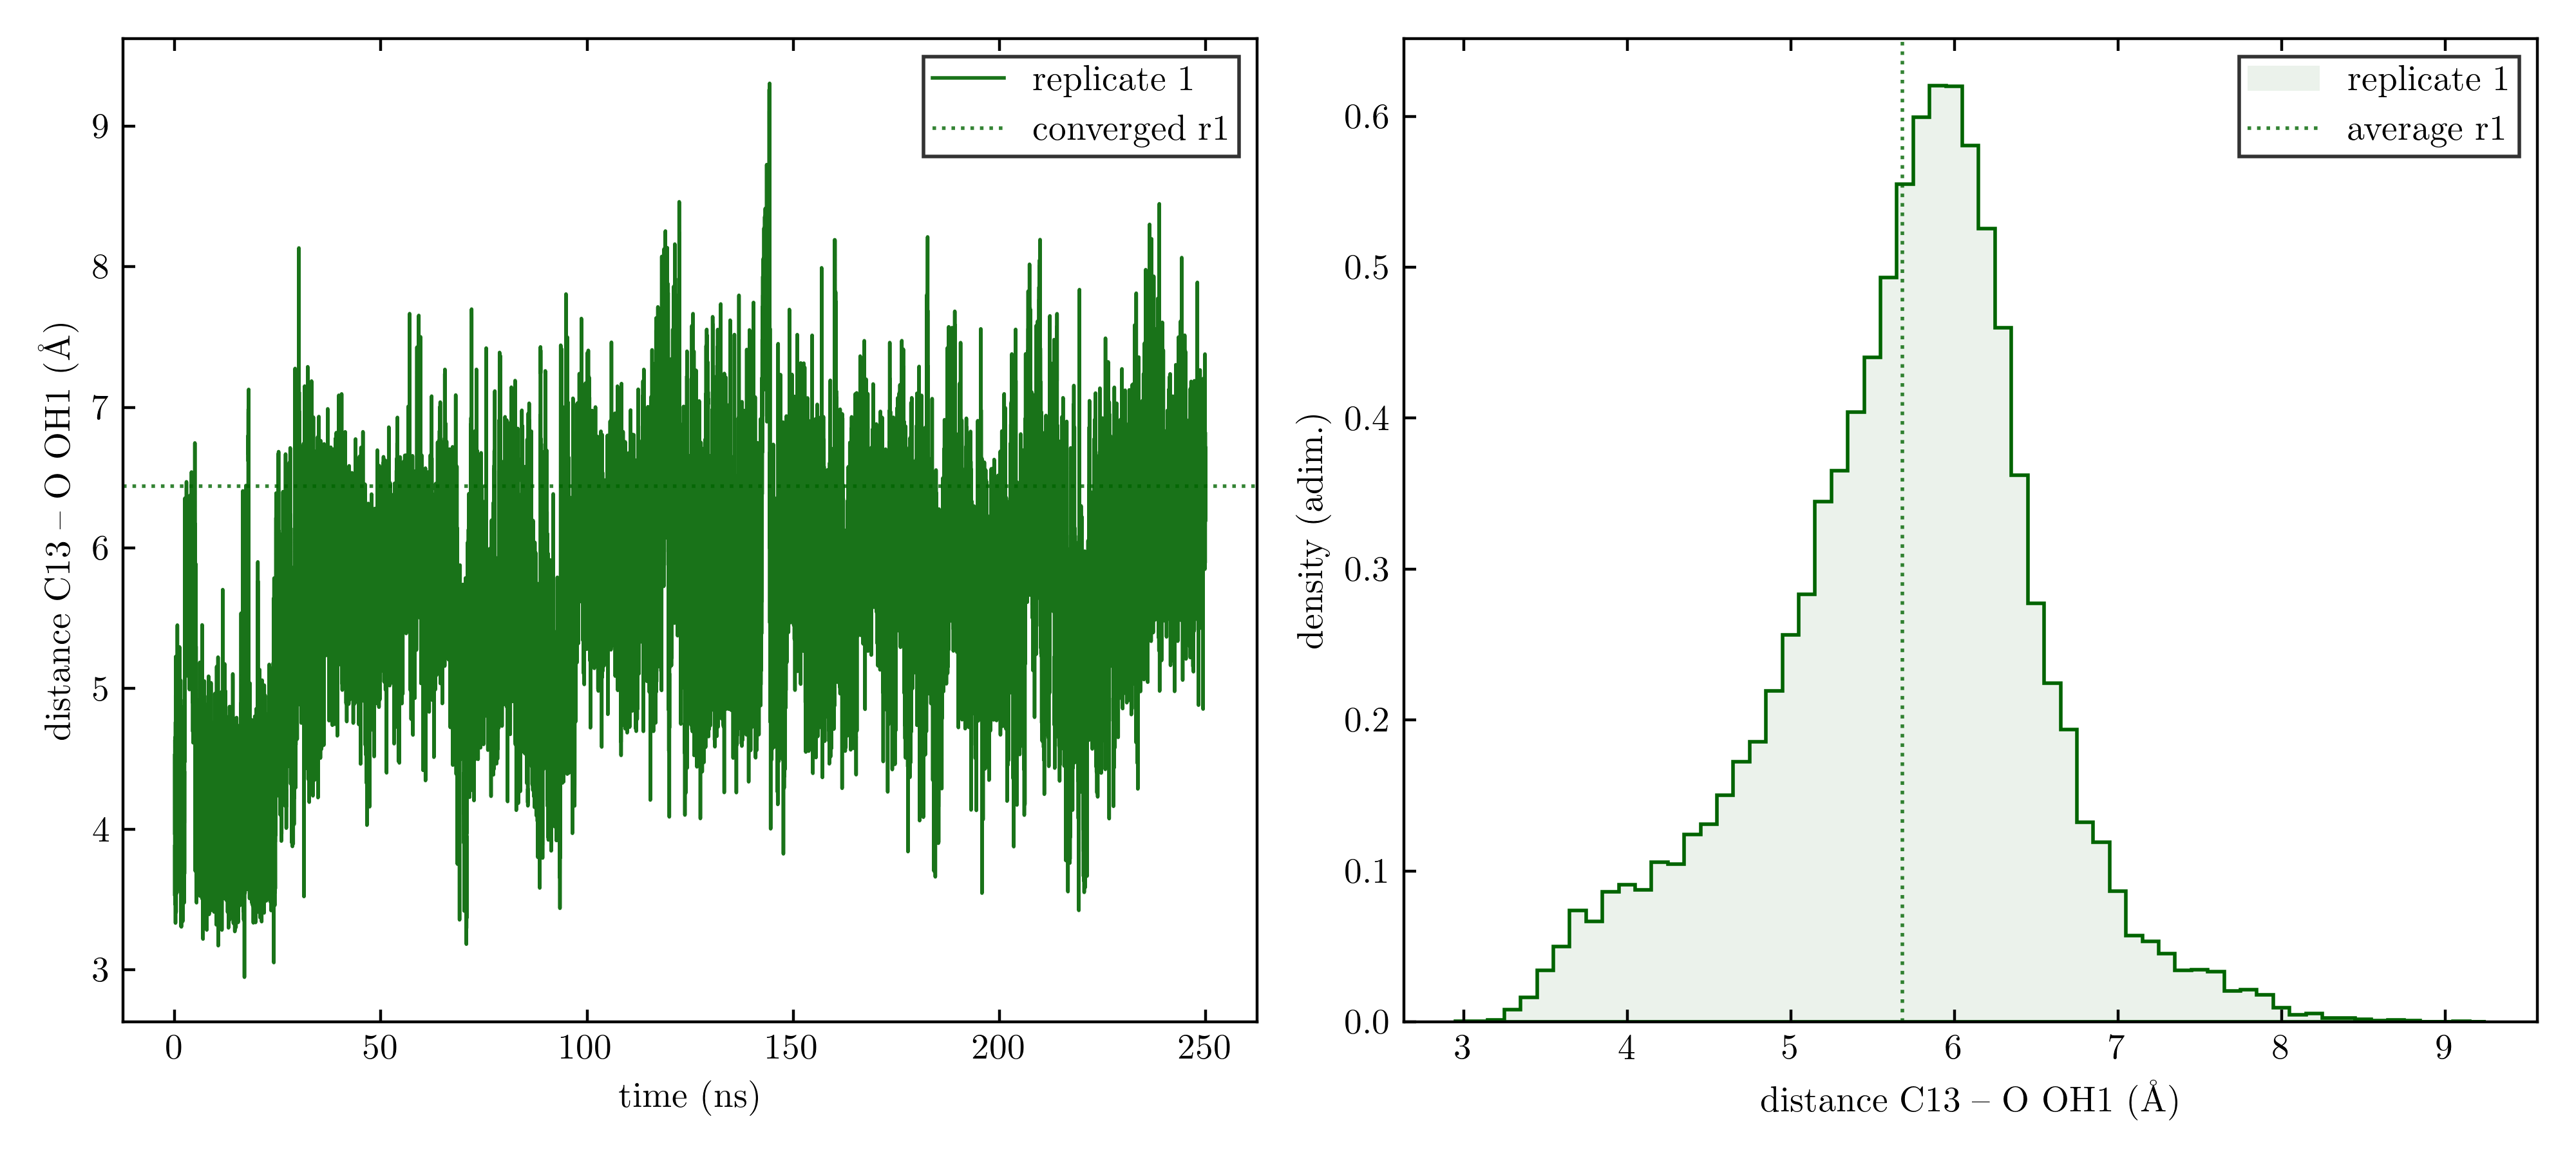 replicate 1
converged r1
9
8
7
6
5
4
3
distance C13 – O OH1 (Å)
0 50 100 150 200 250
time (ns)
replicate 1
average r1
0.6
0.5
0.4
0.3
0.2
0.1
0.0
density (adim.)
3 4 5 6 7 8 9
distance C13 – O OH1 (Å)